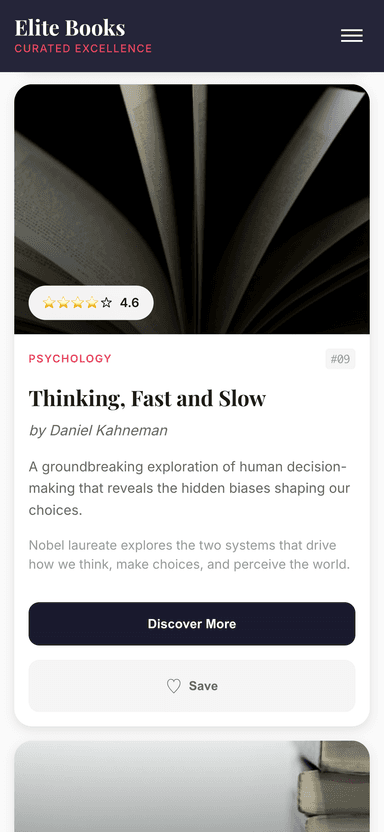 Elite Books
CURATED EXCELLENCE
4.6
PSYCHOLOGY
#09
Thinking, Fast and Slow
by Daniel Kahneman
A groundbreaking exploration of human decision-
making that reveals the hidden biases shaping our
choices.
Nobel laureate explores the two systems that drive
how we think, make choices, and perceive the world.
Discover More
Save